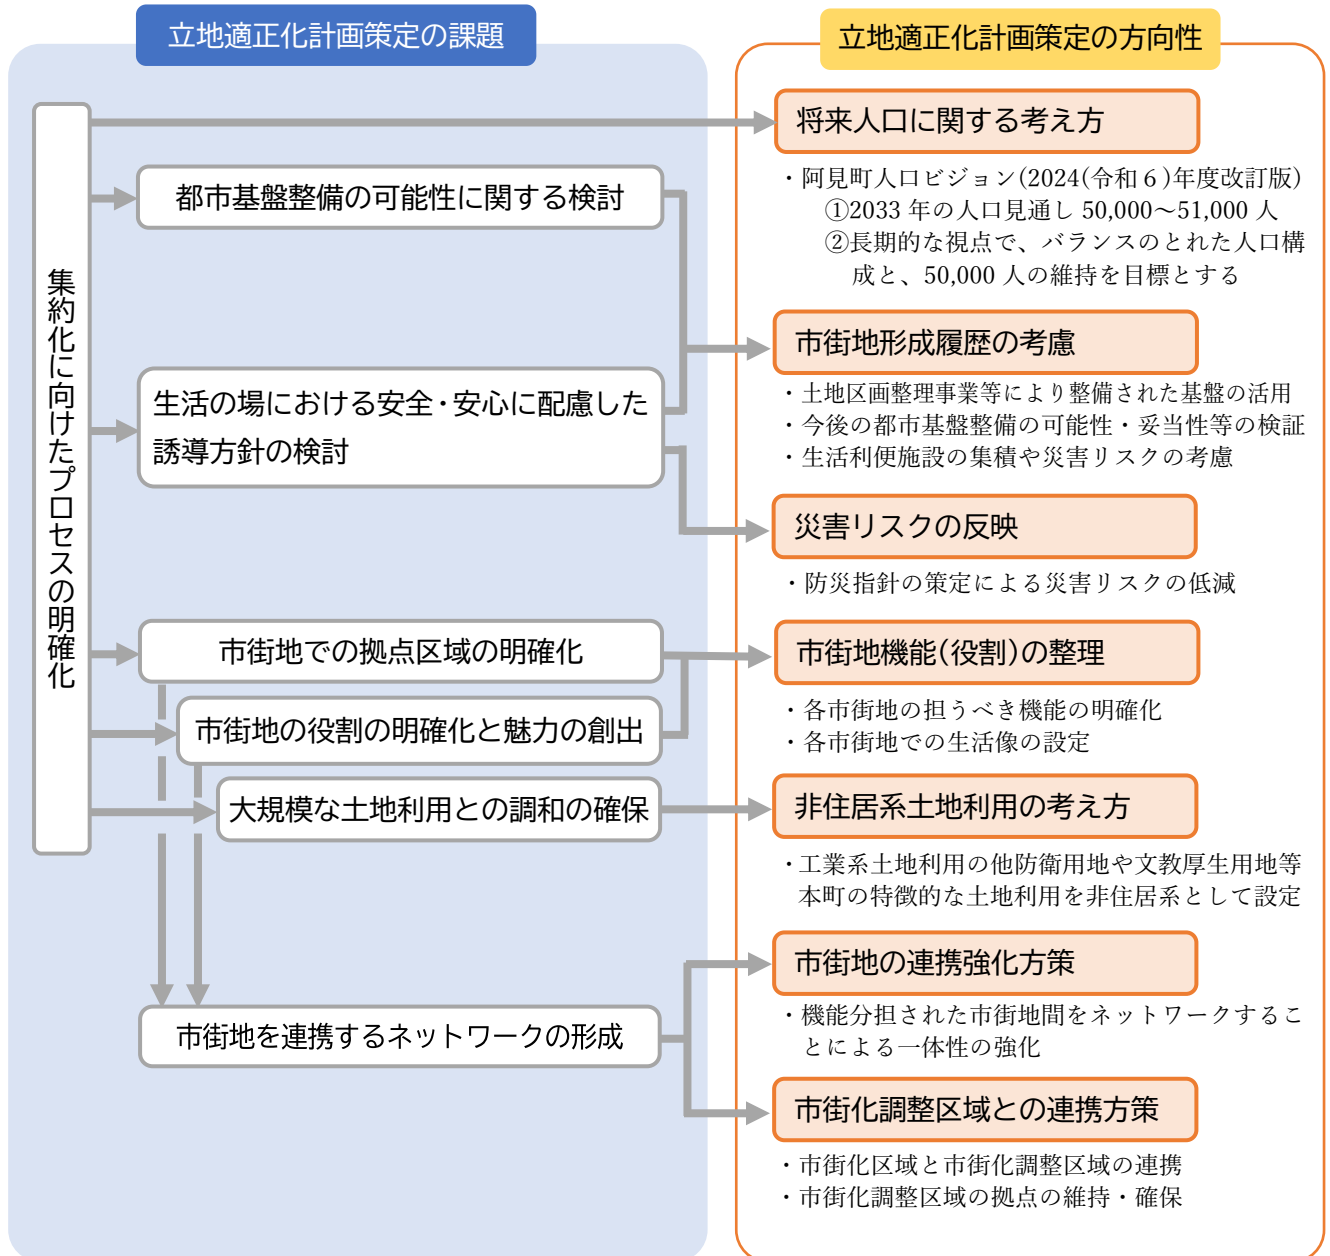 立地適正化計画策定の課題
集約化に向けたプロセスの明確化
都市基盤整備の可能性に関する検討
生活の場における安全・安心に配慮した
誘導方針の検討
市街地での拠点区域の明確化
市街地の役割の明確化と魅力の創出
大規模な土地利用との調和の確保
市街地を連携するネットワークの形成
立地適正化計画策定の方向性
将来人口に関する考え方
・阿見町人口ビジョン(2024(令和６)年度改訂版)
①2033 年の人口見通し 50,000～51,000 人
②長期的な視点で、バランスのとれた人口構
成と、50,000 人の維持を目標とする
市街地形成履歴の考慮
・土地区画整理事業等により整備された基盤の活用
・今後の都市基盤整備の可能性・妥当性等の検証
・生活利便施設の集積や災害リスクの考慮
災害リスクの反映
・防災指針の策定による災害リスクの低減
市街地機能(役割)の整理
・各市街地の担うべき機能の明確化
・各市街地での生活像の設定
非住居系土地利用の考え方
・工業系土地利用の他防衛用地や文教厚生用地等
本町の特徴的な土地利用を非住居系として設定
市街地の連携強化方策
・機能分担された市街地間をネットワークするこ
とによる一体性の強化
市街化調整区域との連携方策
・市街化区域と市街化調整区域の連携
・市街化調整区域の拠点の維持・確保